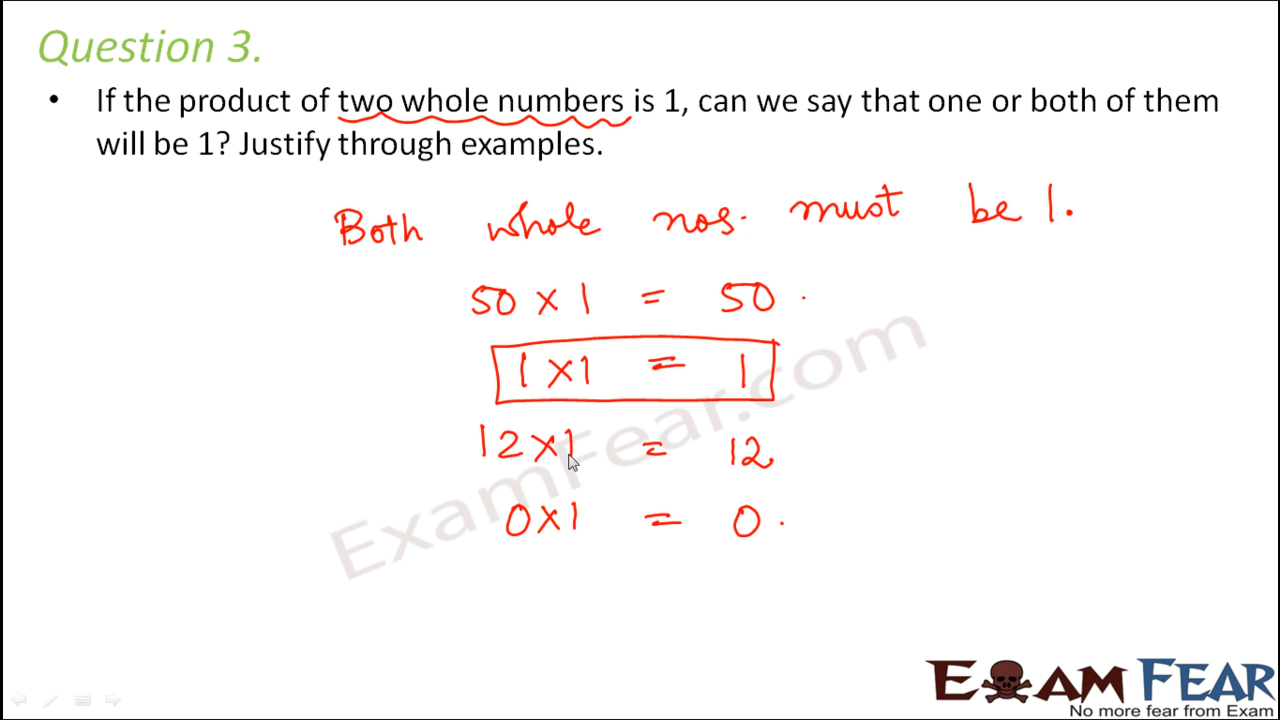 Question 3.
• If the product of two whole numbers is 1, can we say that one or both of them
will be 1? Justify through examples.
Both whole nos. must be 1.
50 × 1 = 50.
1 × 1 = 1
12 × 1 = 12
0 × 1 = 0.
ExamFear.com
EXAM FEAR
No more fear from Exam